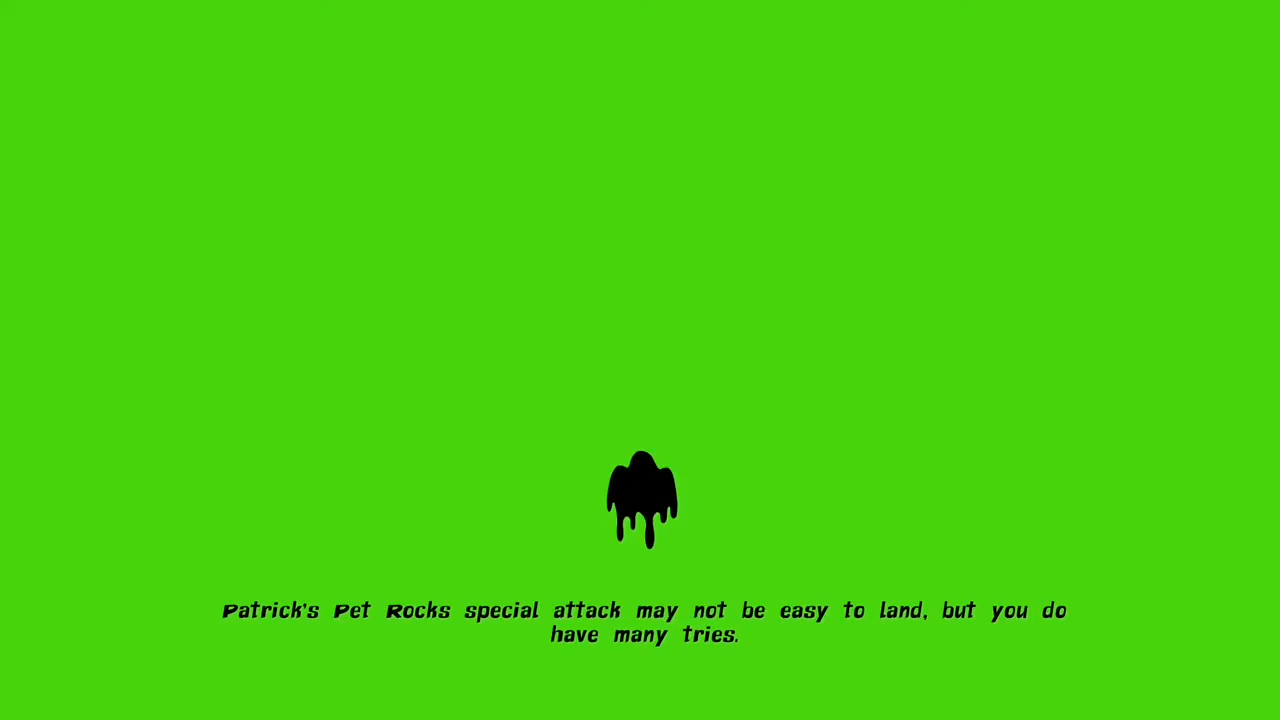 Patrick's Pet Rocks special attack may not be easy to land, but you do
have many tries.